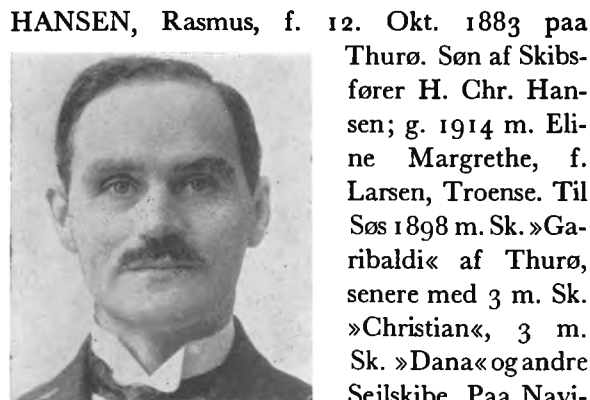 HANSEN, Rasmus, f. 12. Okt. 1883 paa
Thurø. Søn af Skibs-
fører H. Chr. Han-
sen; g. 1914 m. Eli-
ne Margrethe, f.
Larsen, Troense. Til
Søs 1898 m. Sk. »Ga-
ribaldi« af Thurø,
senere med 3 m. Sk.
»Christian«, 3 m.
Sk. »Dana« og andre
Sejlskibe. Paa Navi-